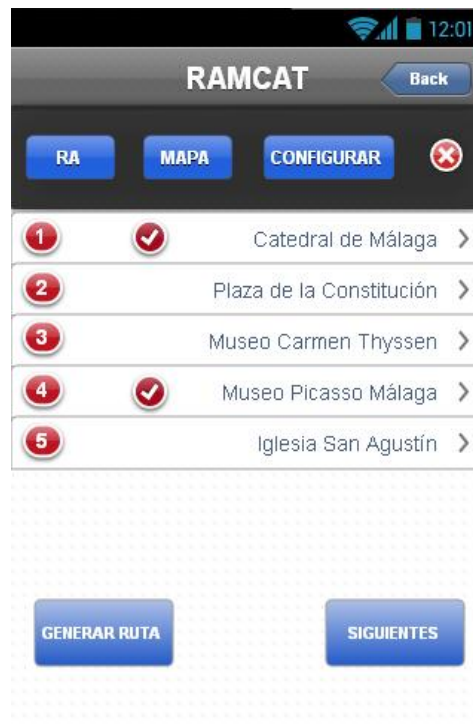 12:01
RAMCAT Back
RA MAPA CONFIGURAR
1 Catedral de Málaga
2 Plaza de la Constitución
3 Museo Carmen Thyssen
4 Museo Picasso Málaga
5 Iglesia San Agustín
GENERAR RUTA SIGUIENTES